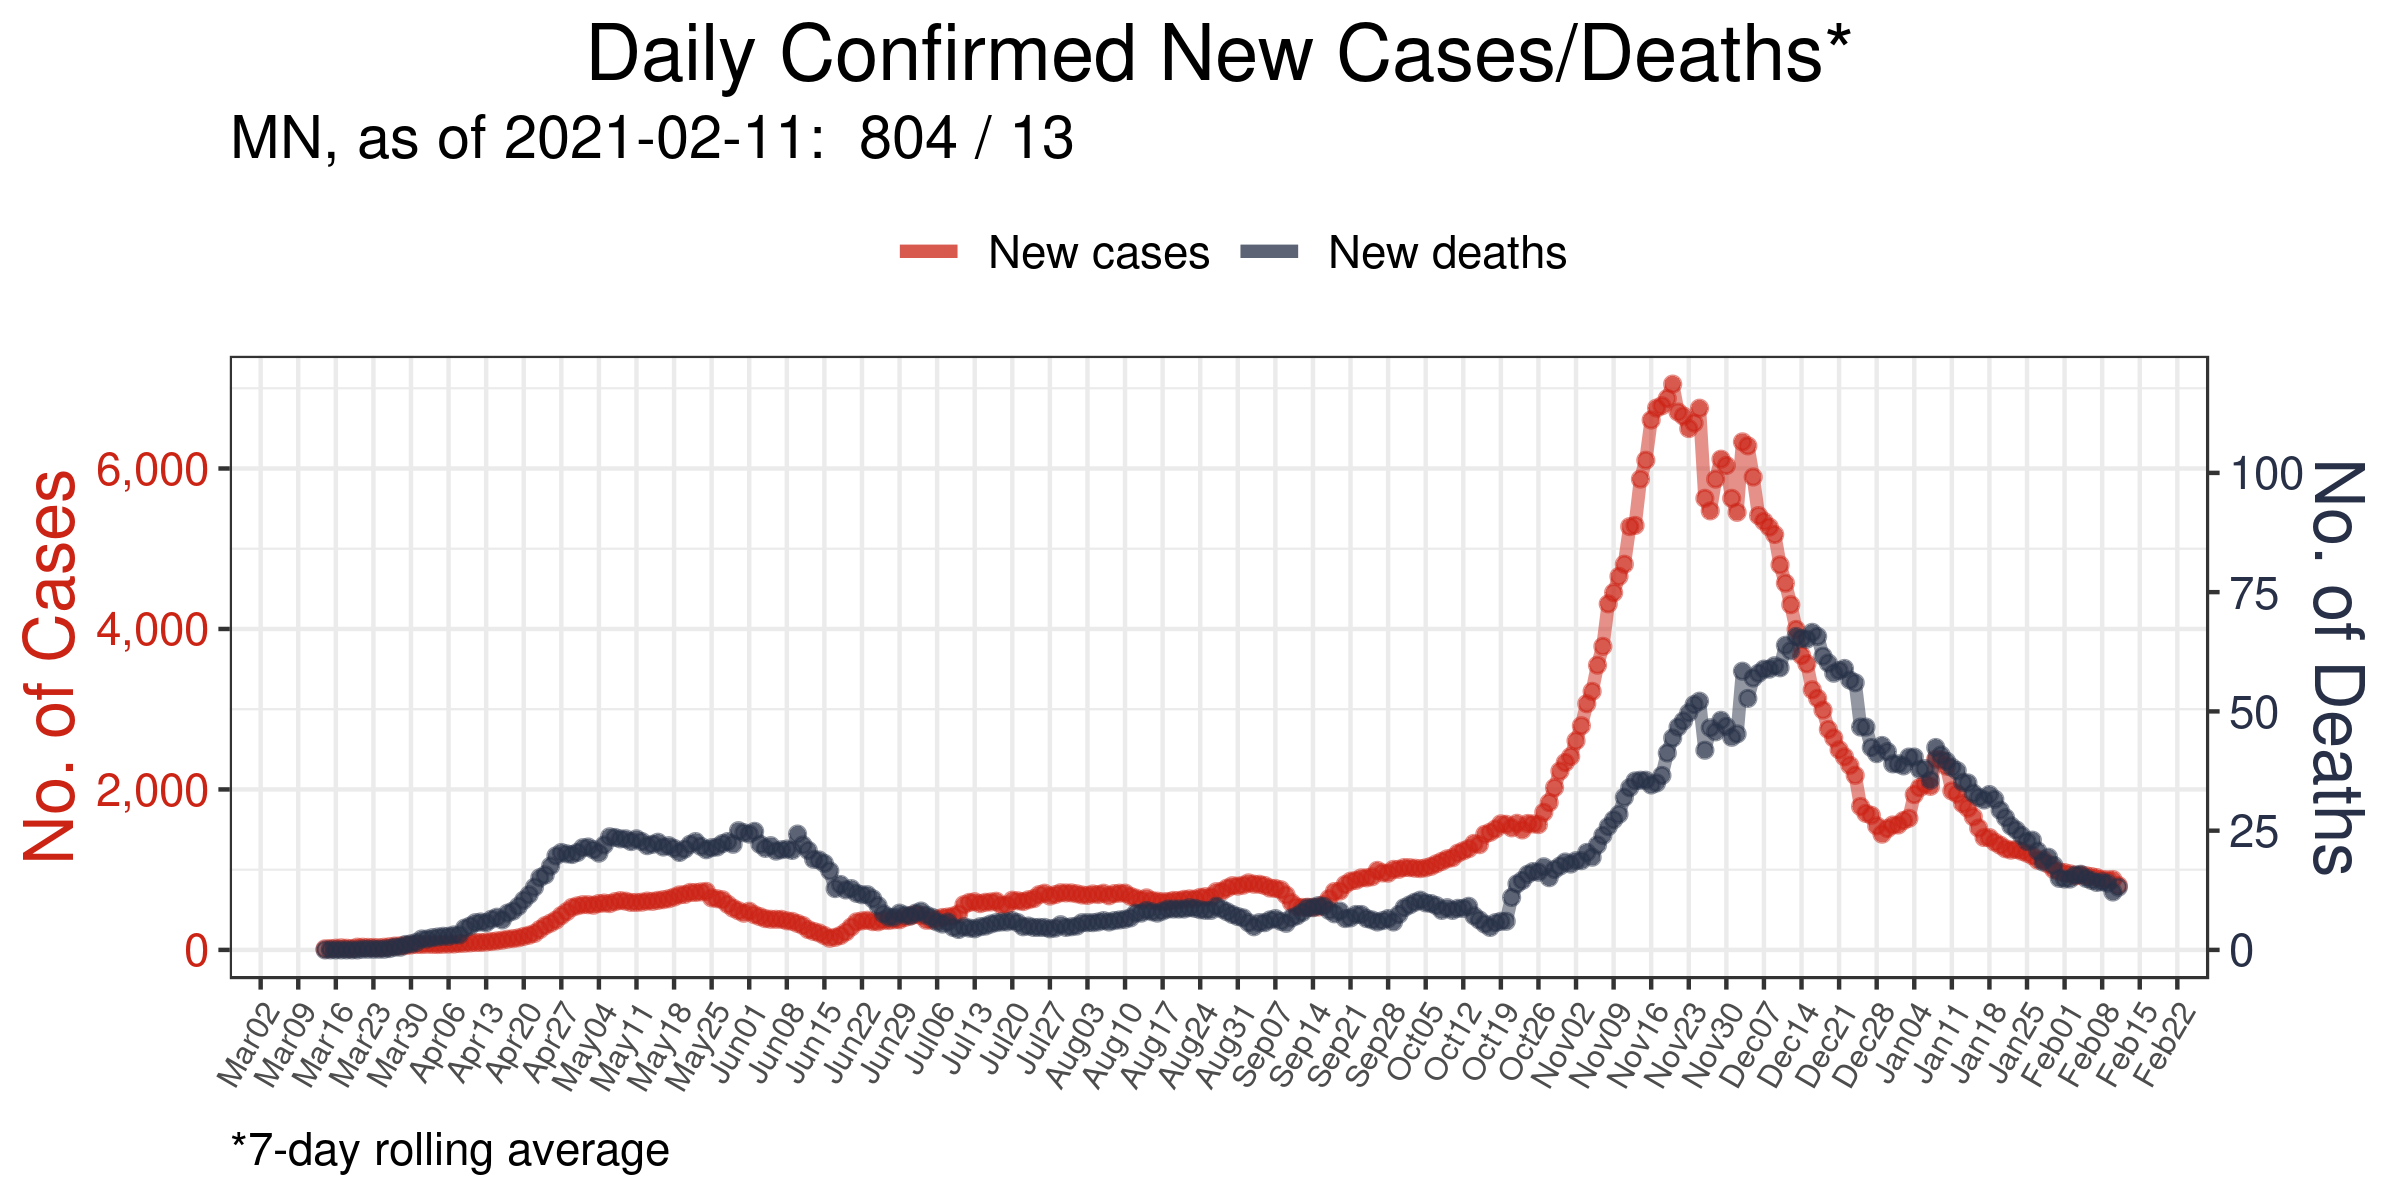 Daily Confirmed New Cases/Deaths*
MN, as of 2021-02-11:  804 / 13
New cases
New deaths
No. of Cases
6,000
4,000
2,000
0
100
75
50
25
0
No. of Deaths
Mar02
Mar09
Mar16
Mar23
Mar30
Apr06
Apr13
Apr20
Apr27
May04
May11
May18
May25
Jun01
Jun08
Jun15
Jun22
Jun29
Jul06
Jul13
Jul20
Jul27
Aug03
Aug10
Aug17
Aug24
Aug31
Sep07
Sep14
Sep21
Sep28
Oct05
Oct12
Oct19
Oct26
Nov02
Nov09
Nov16
Nov23
Nov30
Dec07
Dec14
Dec21
Dec28
Jan04
Jan11
Jan18
Jan25
Feb01
Feb08
Feb15
Feb22
*7-day rolling average